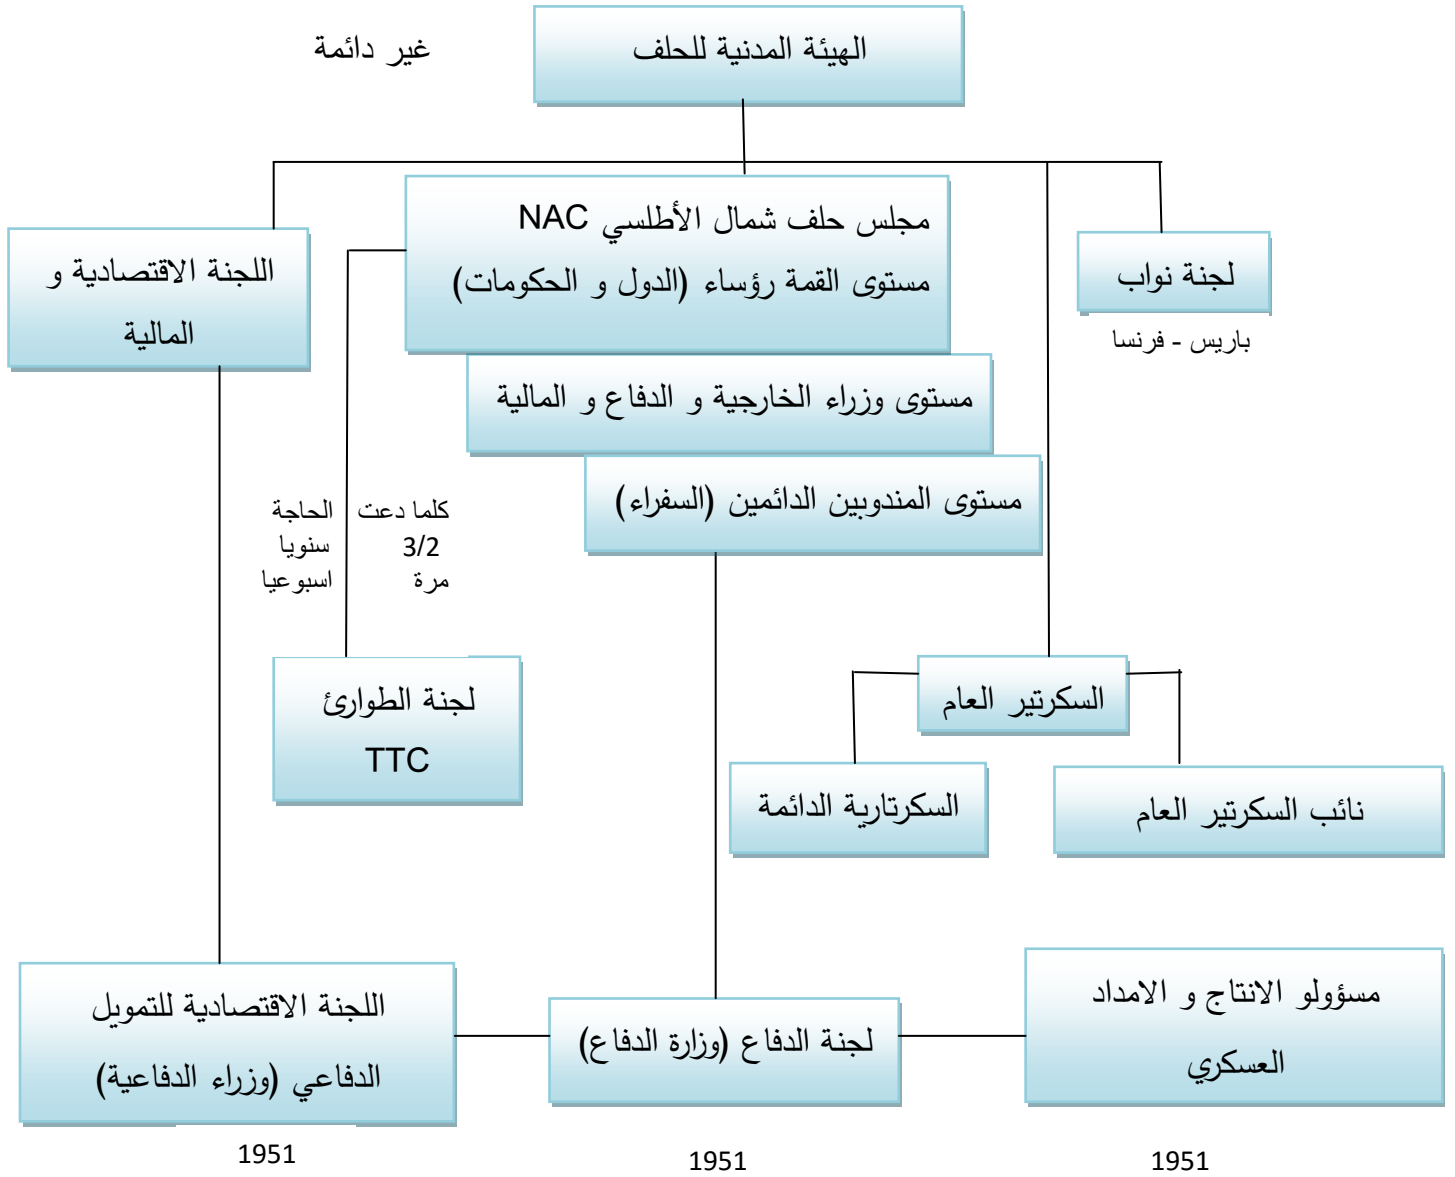 الهيئة المدنية للحلف
غير دائمة
مجلس حلف شمال الأطلسي NAC
مستوى القمة رؤساء (الدول و الحكومات)
لجنة نواب
باريس - فرنسا
اللجنة الاقتصادية و
المالية
مستوى وزراء الخارجية و الدفاع و المالية
مستوى المندوبين الدائمين (السفراء)
كلما دعت الحاجة
3/2 سنويا
مرة اسبوعيا
السكرتير العام
لجنة الطوارئ
TTC
نائب السكرتير العام
السكرتارية الدائمة
مسؤولو الانتاج و الامداد
العسكري
لجنة الدفاع (وزارة الدفاع)
اللجنة الاقتصادية للتمويل
الدفاعي (وزراء الدفاعية)
1951
1951
1951